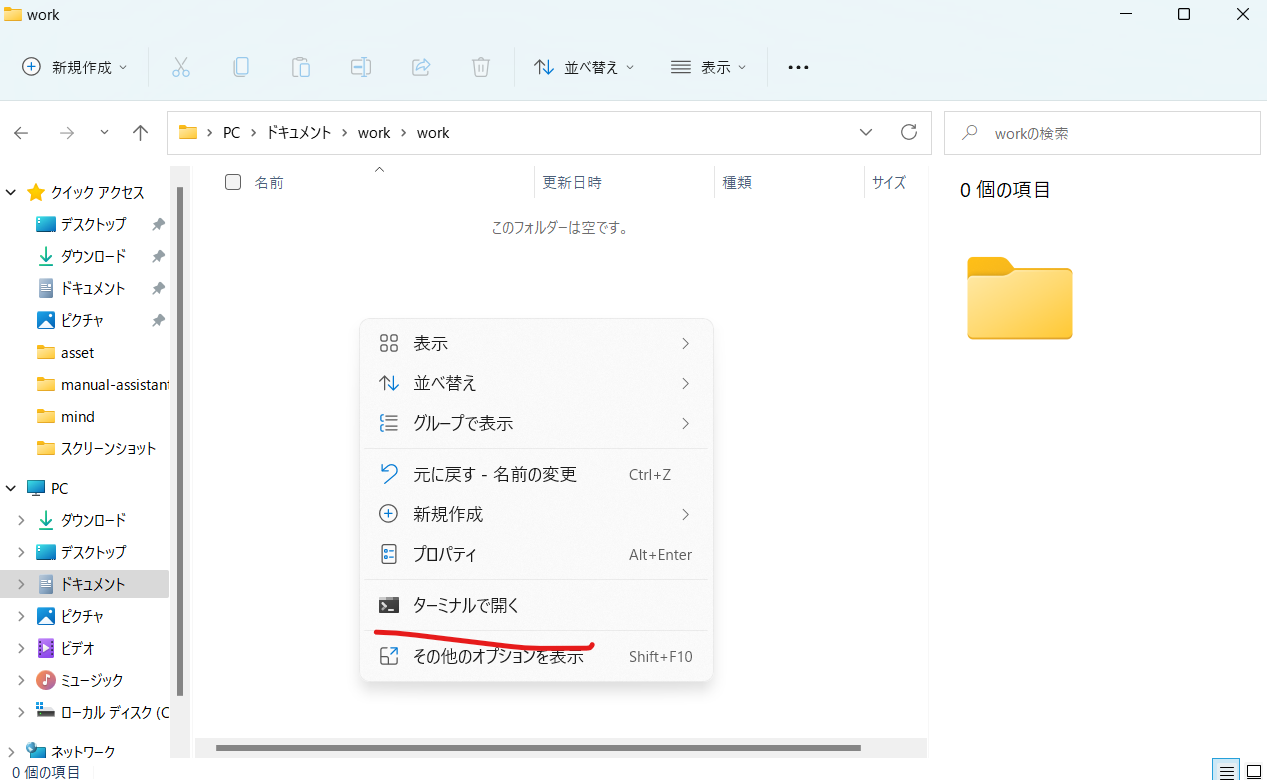 work
新規作成
並べ替え
表示
PC
ドキュメント
work
work
workの検索
名前
更新日時
種類
サイズ
0 個の項目
このフォルダーは空です。
クイック アクセス
デスクトップ
ダウンロード
ドキュメント
ピクチャ
asset
manual-assistant
mind
スクリーンショット
PC
ダウンロード
デスクトップ
ドキュメント
ピクチャ
ビデオ
ミュージック
ローカル ディスク (C
ネットワーク
表示
並べ替え
グループで表示
元に戻す - 名前の変更 Ctrl+Z
新規作成
プロパティ Alt+Enter
ターミナルで開く
その他のオプションを表示 Shift+F10
0 個の項目